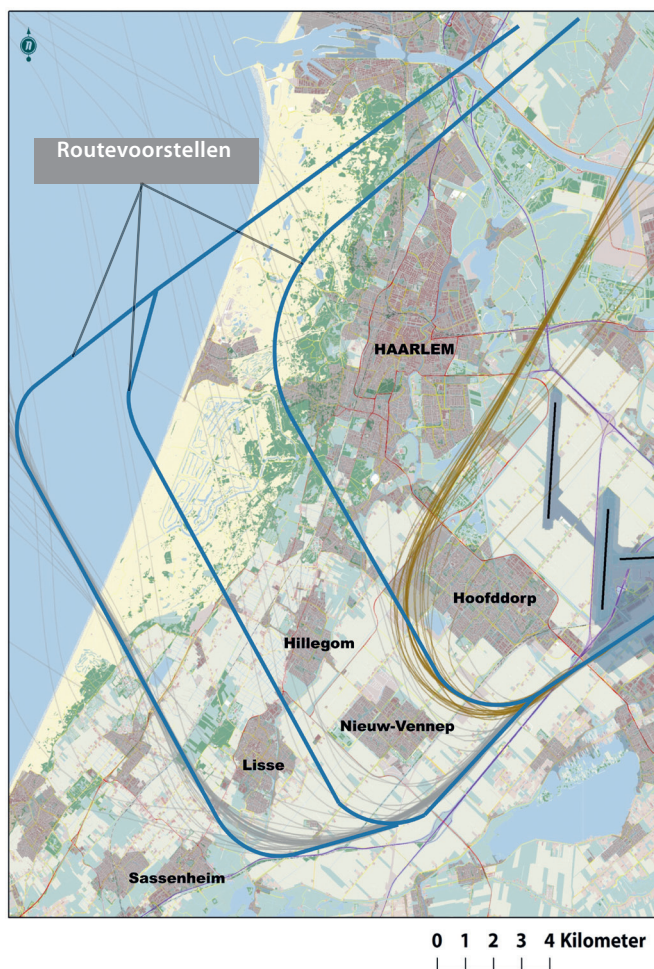 n
Routevoorstellen
HAARLEM
Hoofddorp
Hillegom
Nieuw-Vennep
Lisse
Sassenheim
0 1 2 3 4 Kilometer